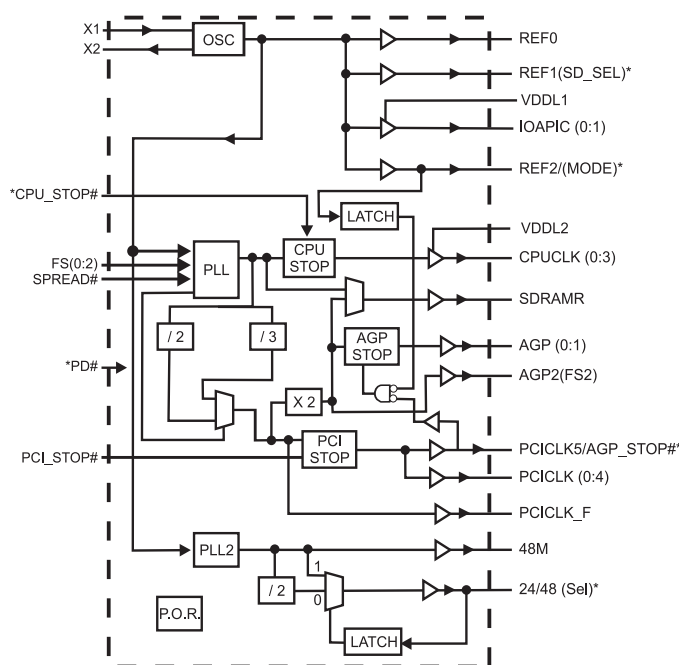 X1
X2
OSC
REF0
REF1(SD_SEL)*
VDDL1
IOAPIC (0:1)
REF2/(MODE)*
*CPU_STOP#
LATCH
VDDL2
CPU
STOP
CPUCLK (0:3)
FS(0:2)
SPREAD#
PLL
SDRAMR
/ 2
/ 3
AGP
STOP
AGP (0:1)
*PD#
AGP2(FS2)
X 2
PCI_STOP#
PCI
STOP
PCICLK5/AGP_STOP#*
PCICLK (0:4)
PCICLK_F
PLL2
48M
1
/ 2
0
24/48 (Sel)*
P.O.R.
LATCH